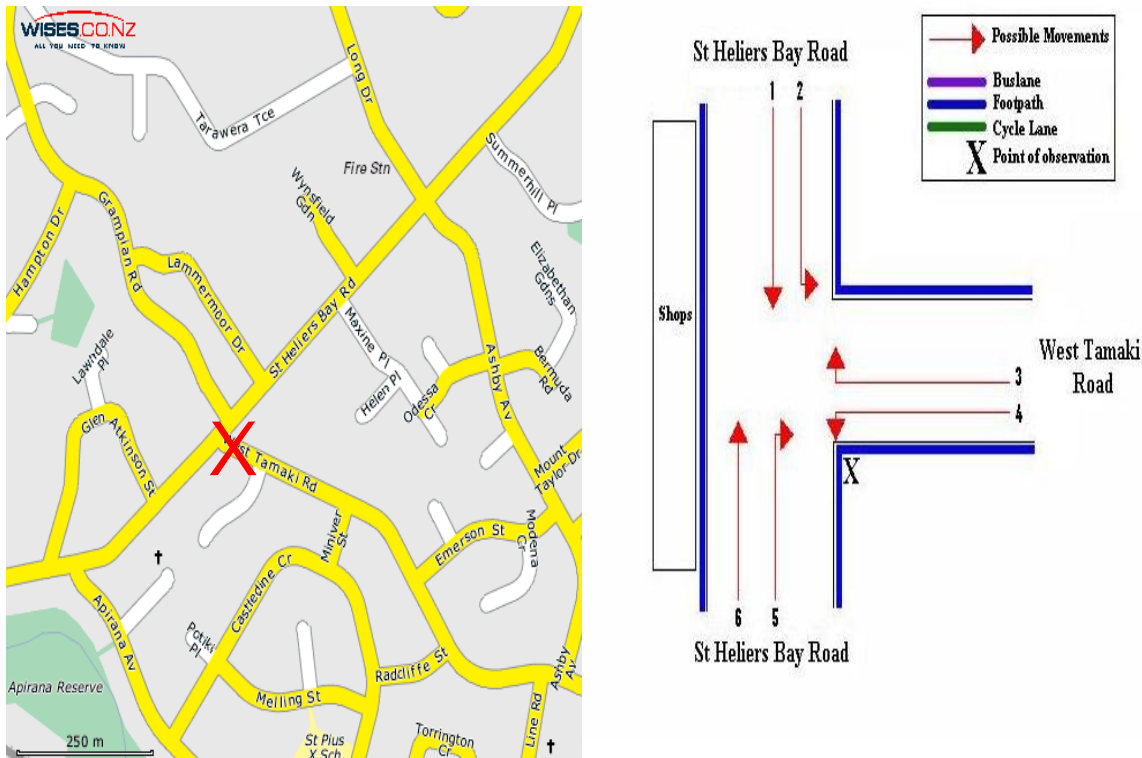 WISES.CO.NZ
ALL YOU NEED TO KNOW
Long Dr
Tarawera Tce
Fire Stn
Summerhill Pl
Wynsfield
Gdn
Hampton Dr
Grampian Rd
Lammermoor Dr
St Heliers Bay Rd
Elizabethan
Gdns
Maxine Pl
Lawndale
Pl
Helen Pl
Odessa
Cr
Ashby Av
Bermuda
Rd
Glen Atkinson St
st Tamaki Rd
Mount
Taylor Dr
Miniver
St
Emerson St
Modena
Cr
Castledine Cr
Apirana Av
Potiki
Pl
Radcliffe St
Ashby
Av
Apirana Reserve
Melling St
Line Rd
St Pius
X Sch
Torrington
Cr
250 m
X
St Heliers Bay Road
1 2
Possible Movements
Buslane
Footpath
Cycle Lane
X Point of observation
Shops
West Tamaki
Road
3
4
X
6 5
St Heliers Bay Road